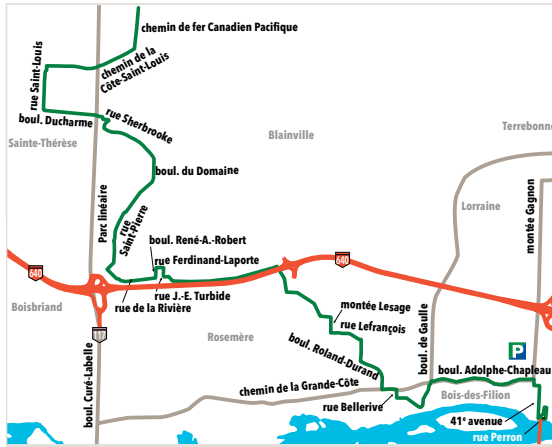 chemin de fer Canadien Pacifique
rue Saint-Louis
chemin de la
Côte-Saint-Louis
boul. Ducharme
rue Sherbrooke
Blainville
Terrebonne
Sainte-Thérèse
boul. du Domaine
Parc linéaire
rue
Saint-Pierre
Lorraine
montée Gagnon
boul. René-A.-Robert
rue Ferdinand-Laporte
640
640
rue J.-E. Turbide
rue de la Rivière
Boisbriand
117
Rosemère
montée Lesage
rue Lefrançois
boul. Roland-Durand
boul. de Gaulle
P
boul. Adolphe-Chapleau
boul. Curé-Labelle
chemin de la Grande-Côte
Bois-des-Filion
rue Bellerive
41e avenue
rue Perron